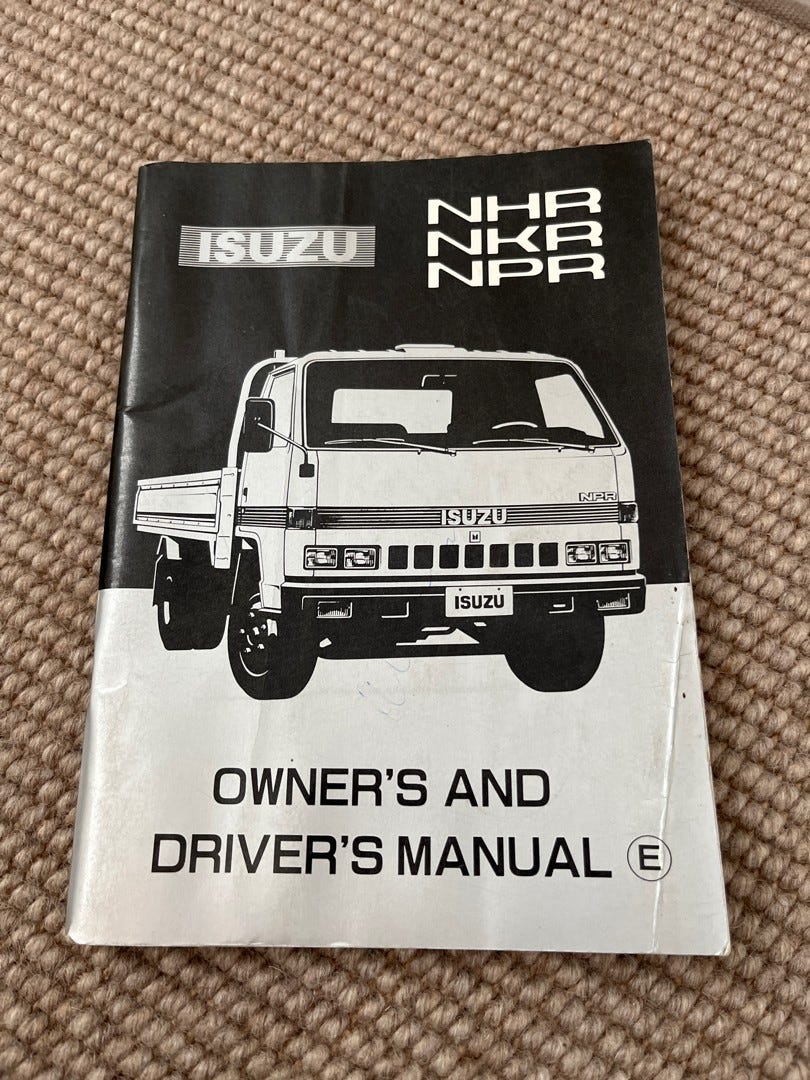 ISUZU
NHR
NKR
NPR
NPR
ISUZU
ISUZU
OWNER'S AND
DRIVER'S MANUAL E